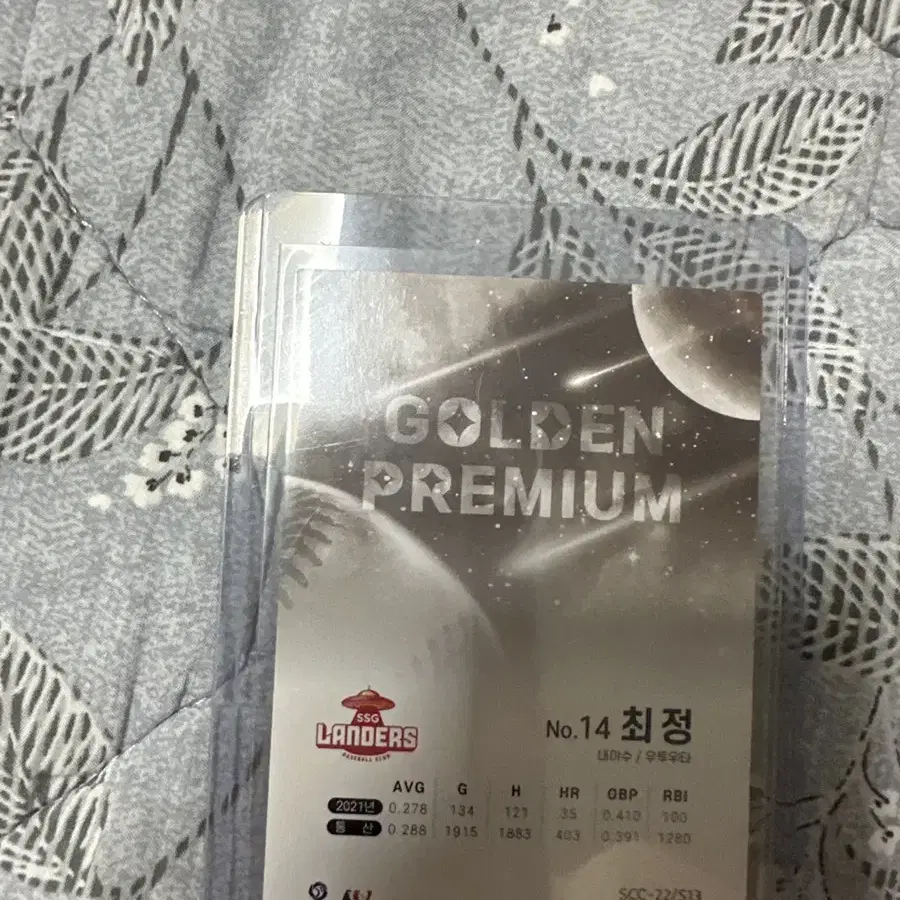 GOLDEN
PREMIUM
SSG
LANDERS
BASEBALL CLUB
No.14 최정
내야수 / 우투우타
AVG G H HR OBP RBI
2021년 0.278 134 121 35 0.410 100
통 산 0.288 1915 1883 403 0.391 1280
SCC-22/S13